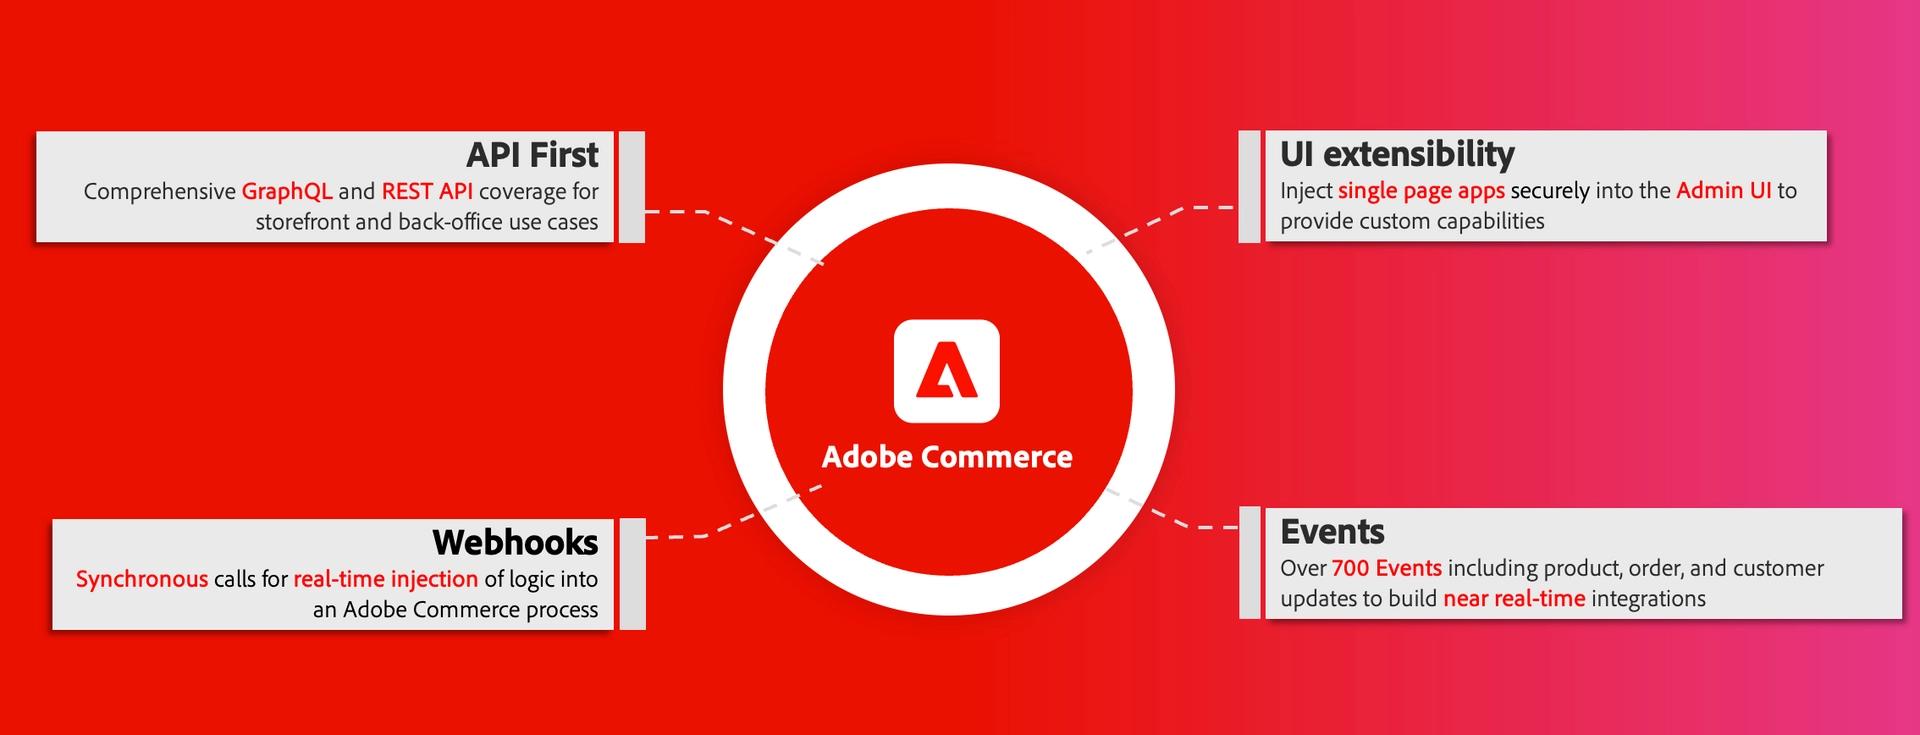 API First
Comprehensive GraphQL and REST API coverage for
storefront and back-office use cases
UI extensibility
Inject single page apps securely into the Admin UI to
provide custom capabilities
Adobe Commerce
Webhooks
Synchronous calls for real-time injection of logic into
an Adobe Commerce process
Events
Over 700 Events including product, order, and customer
updates to build near real-time integrations